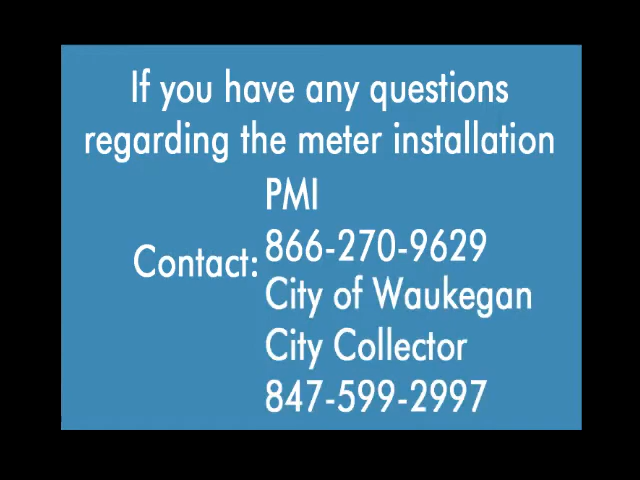 If you have any questions
regarding the meter installation
Contact:
PMI
866-270-9629
City of Waukegan
City Collector
847-599-2997